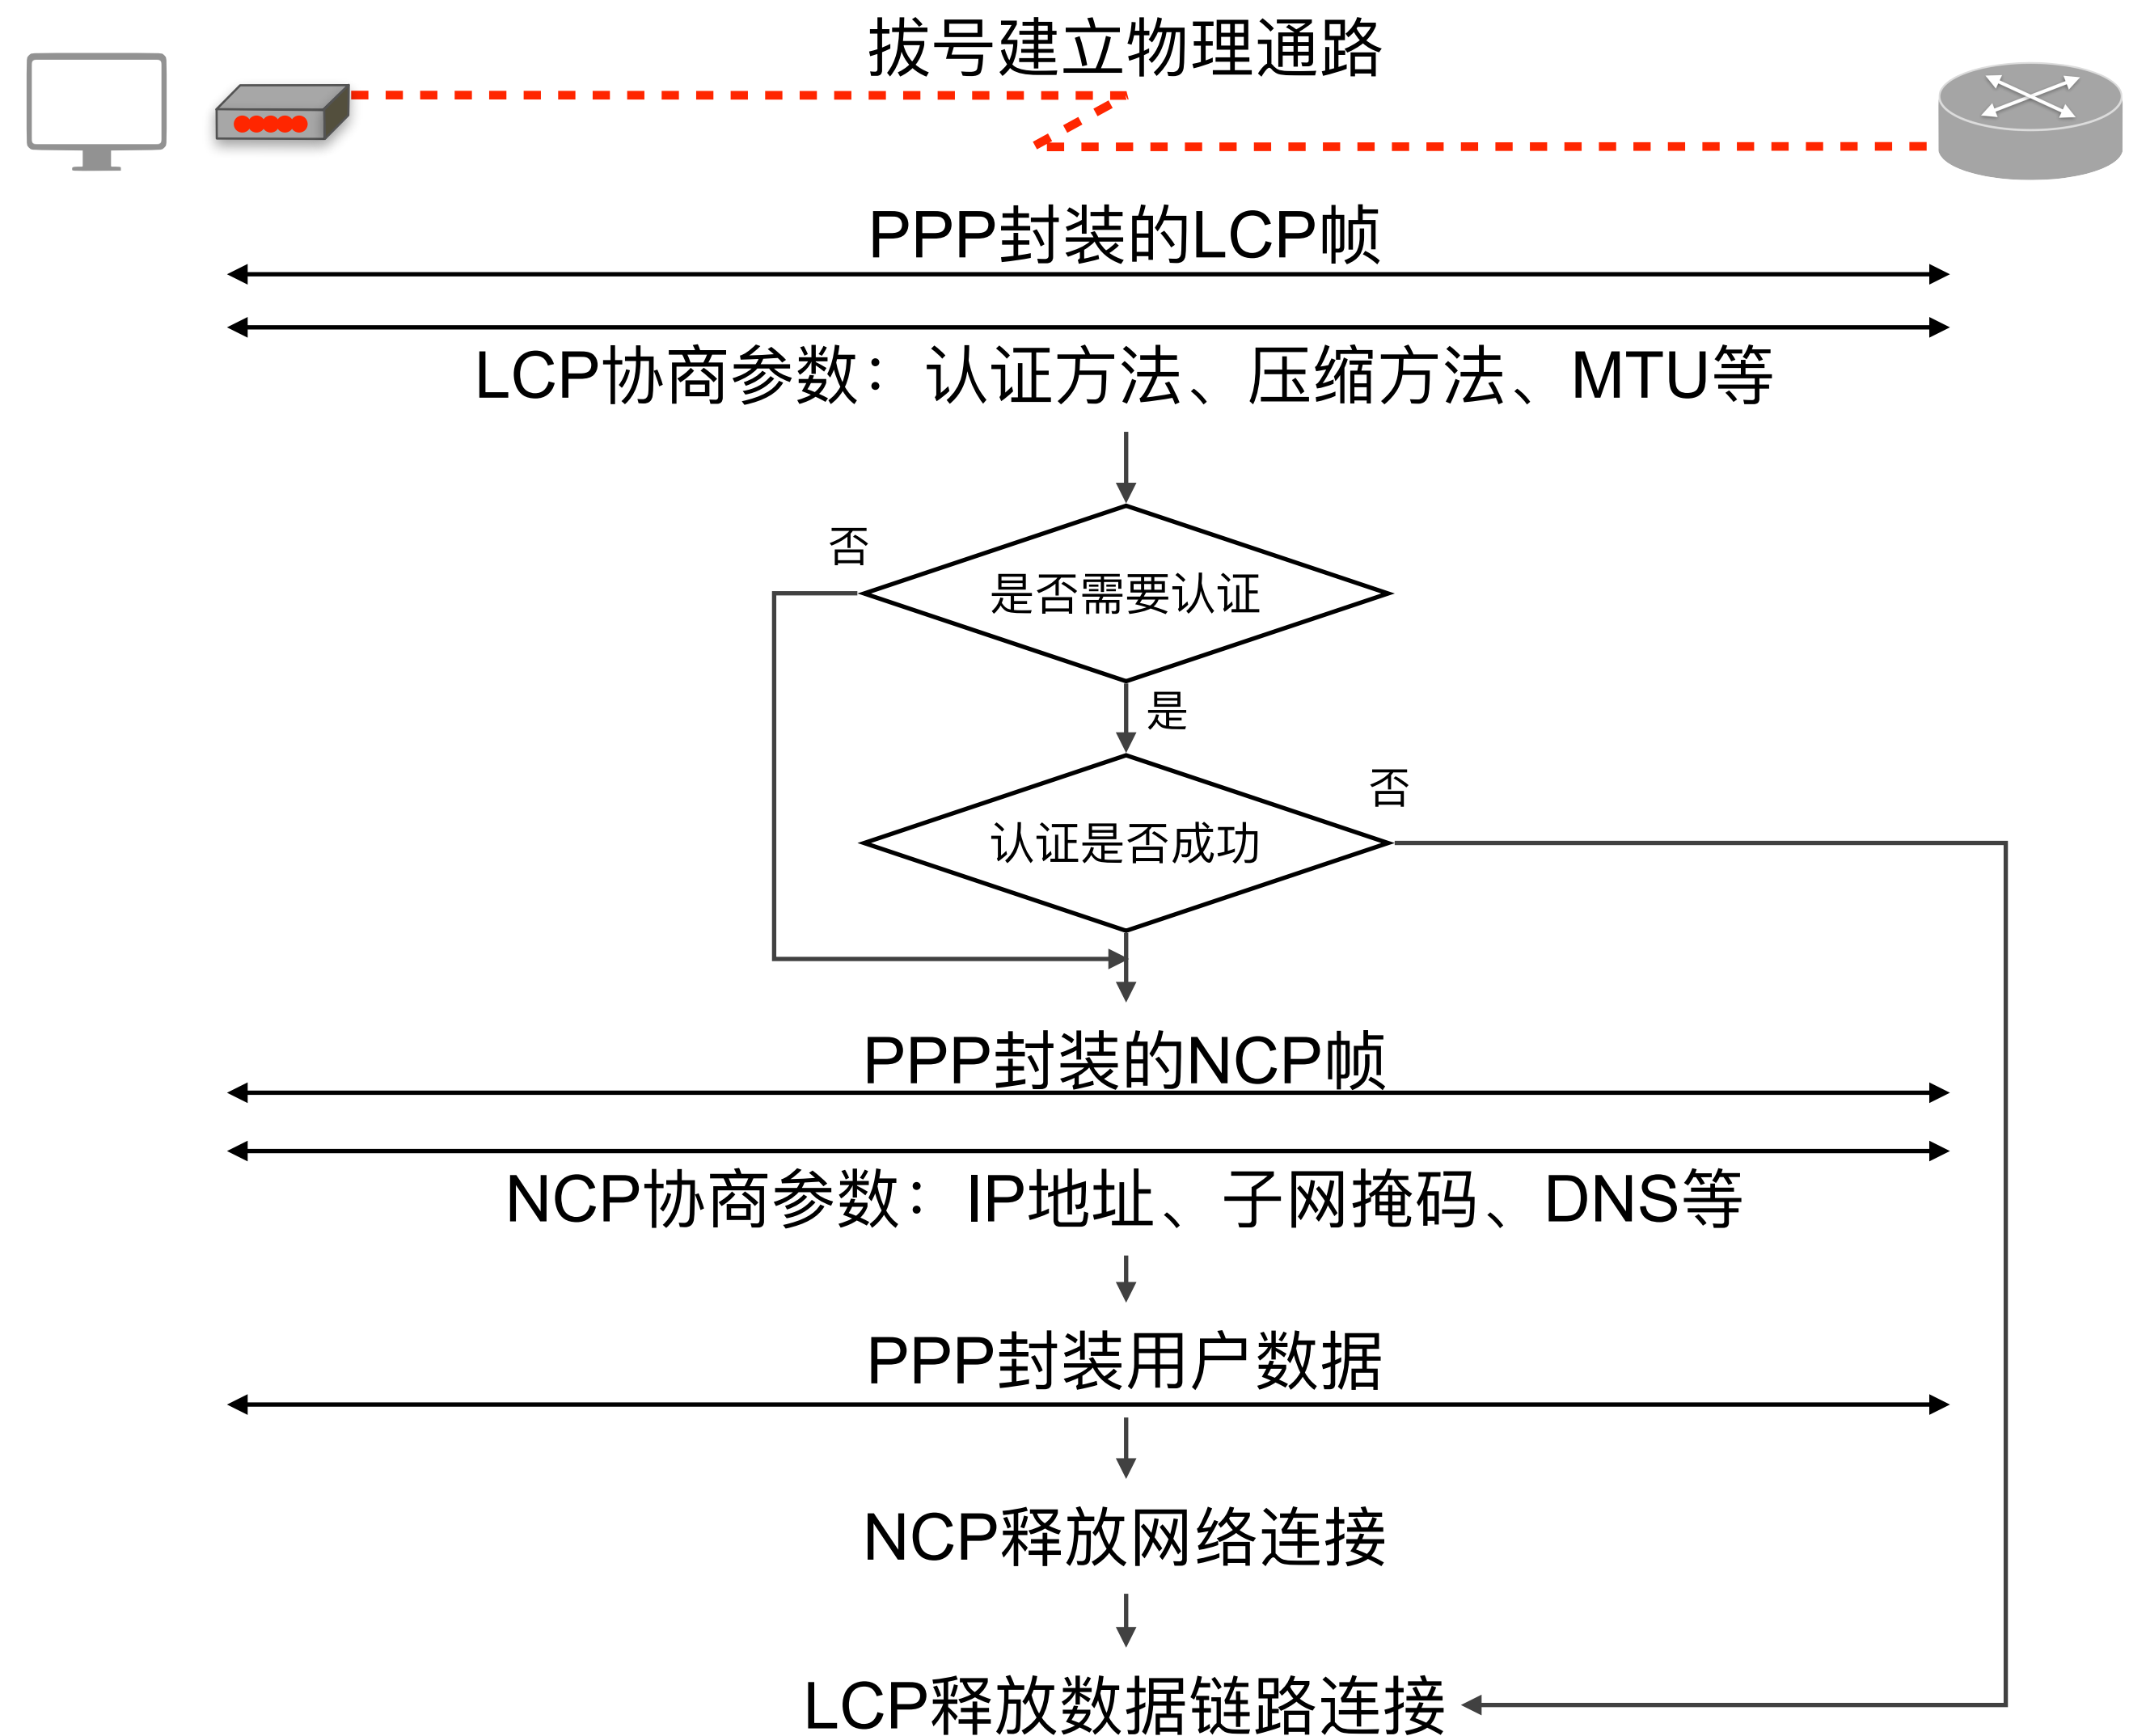 拔号建立物理通路
PPP封装的LCP帧
LCP协商参数：认证方法、压缩方法、MTU等
否
是否需要认证
是
否
认证是否成功
PPP封装的NCP帧
NCP协商参数：IP地址、子网掩码、DNS等
PPP封装用户数据
NCP释放网络连接
LCP释放数据链路连接